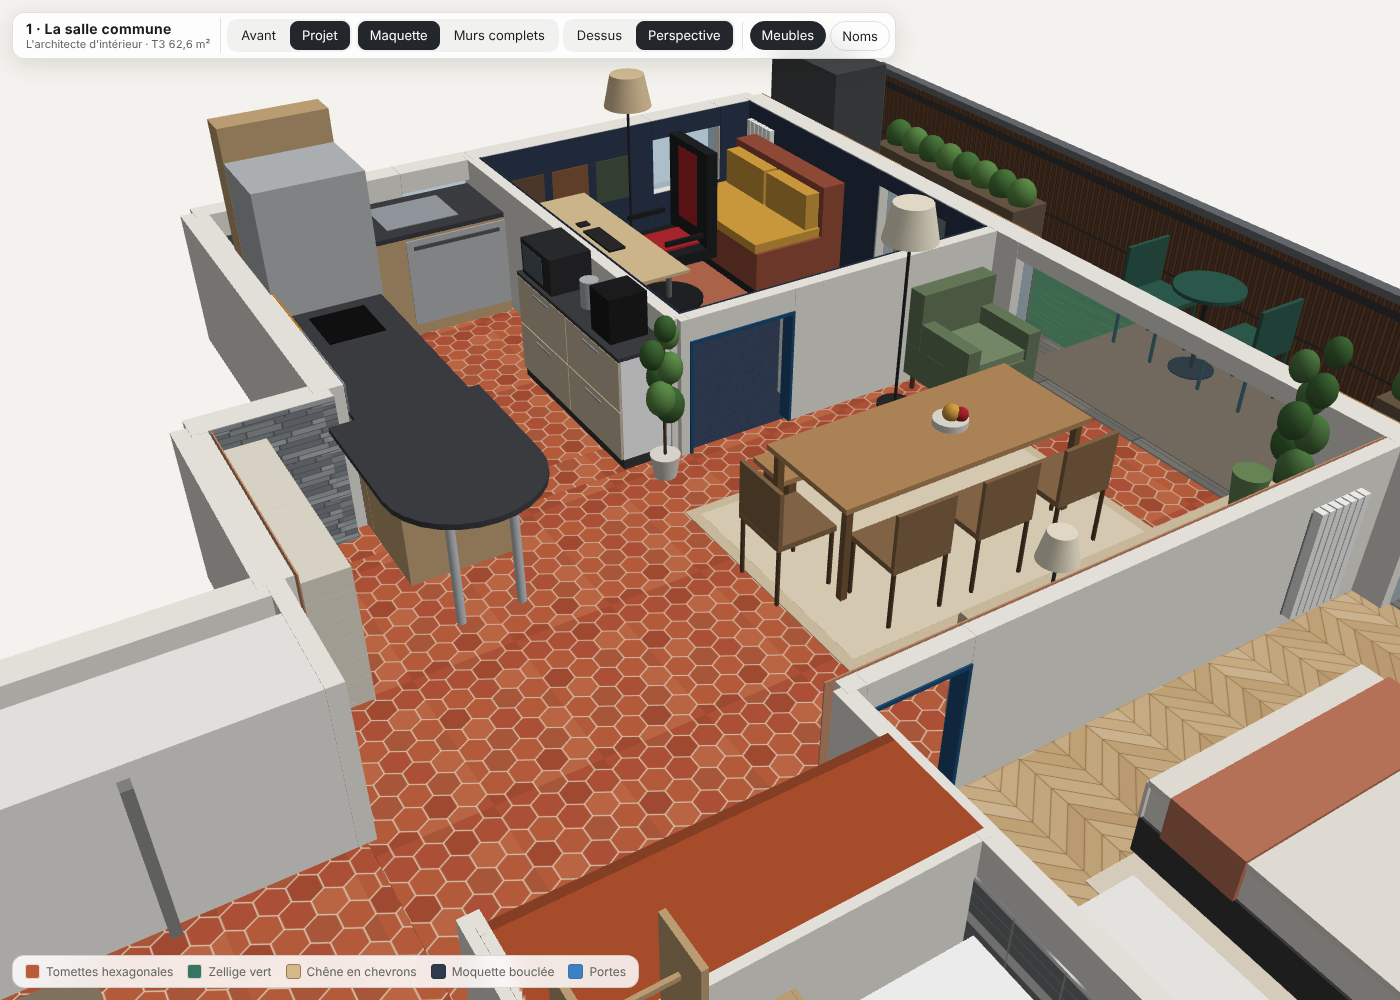 1 · La salle commune
L'architecte d'intérieur · T3 62,6 m²
Avant Projet Maquette Murs complets Dessus Perspective Meubles Noms
Tomettes hexagonales Zellige vert Chêne en chevrons Moquette bouclée Portes